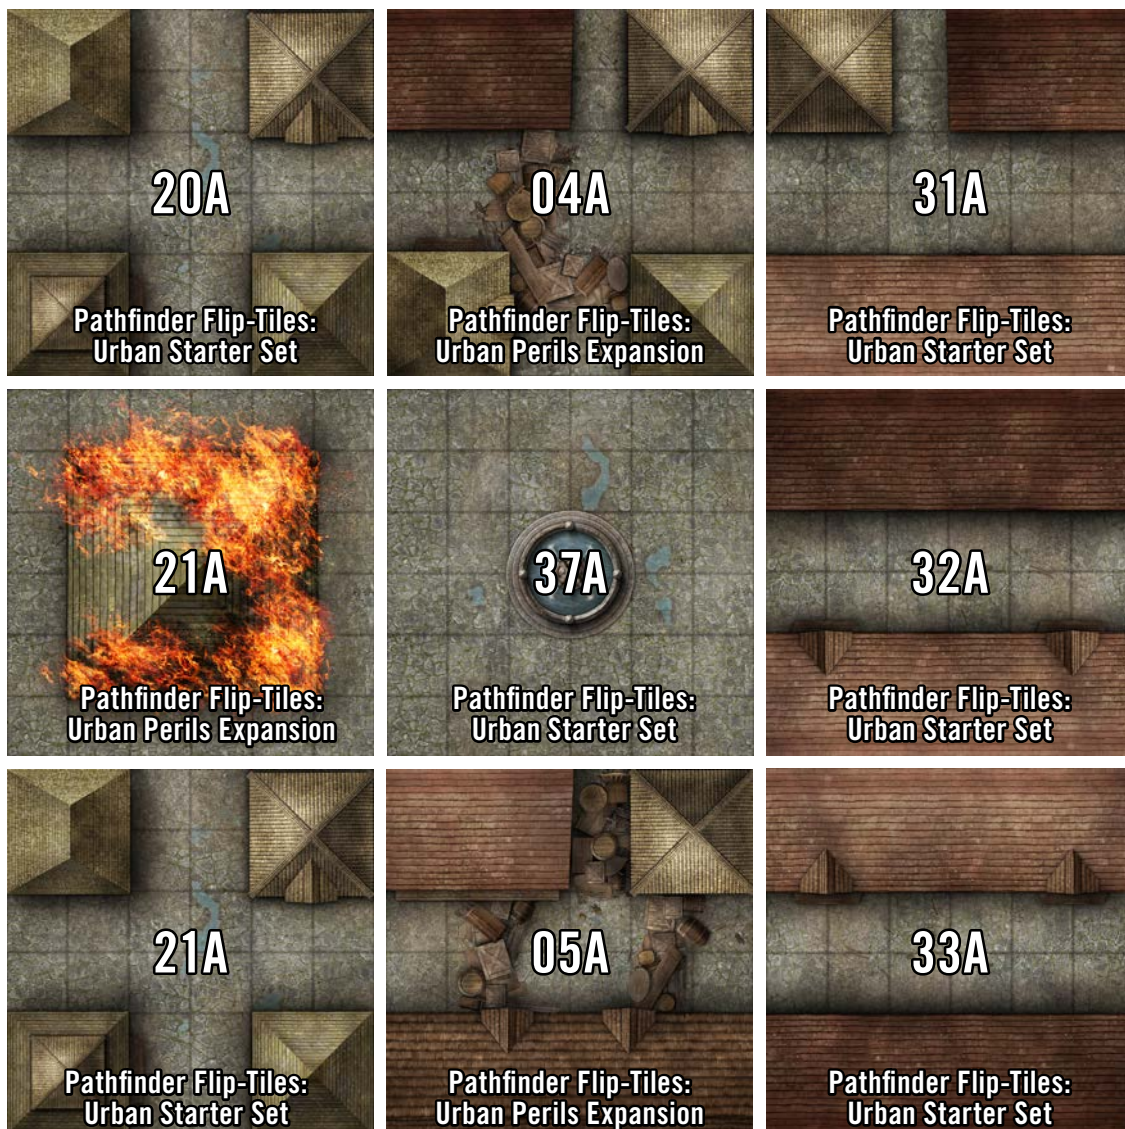 20A
Pathfinder Flip-Tiles:
Urban Starter Set
04A
Pathfinder Flip-Tiles:
Urban Perils Expansion
31A
Pathfinder Flip-Tiles:
Urban Starter Set
21A
Pathfinder Flip-Tiles:
Urban Perils Expansion
37A
Pathfinder Flip-Tiles:
Urban Starter Set
32A
Pathfinder Flip-Tiles:
Urban Starter Set
21A
Pathfinder Flip-Tiles:
Urban Starter Set
05A
Pathfinder Flip-Tiles:
Urban Perils Expansion
33A
Pathfinder Flip-Tiles:
Urban Starter Set